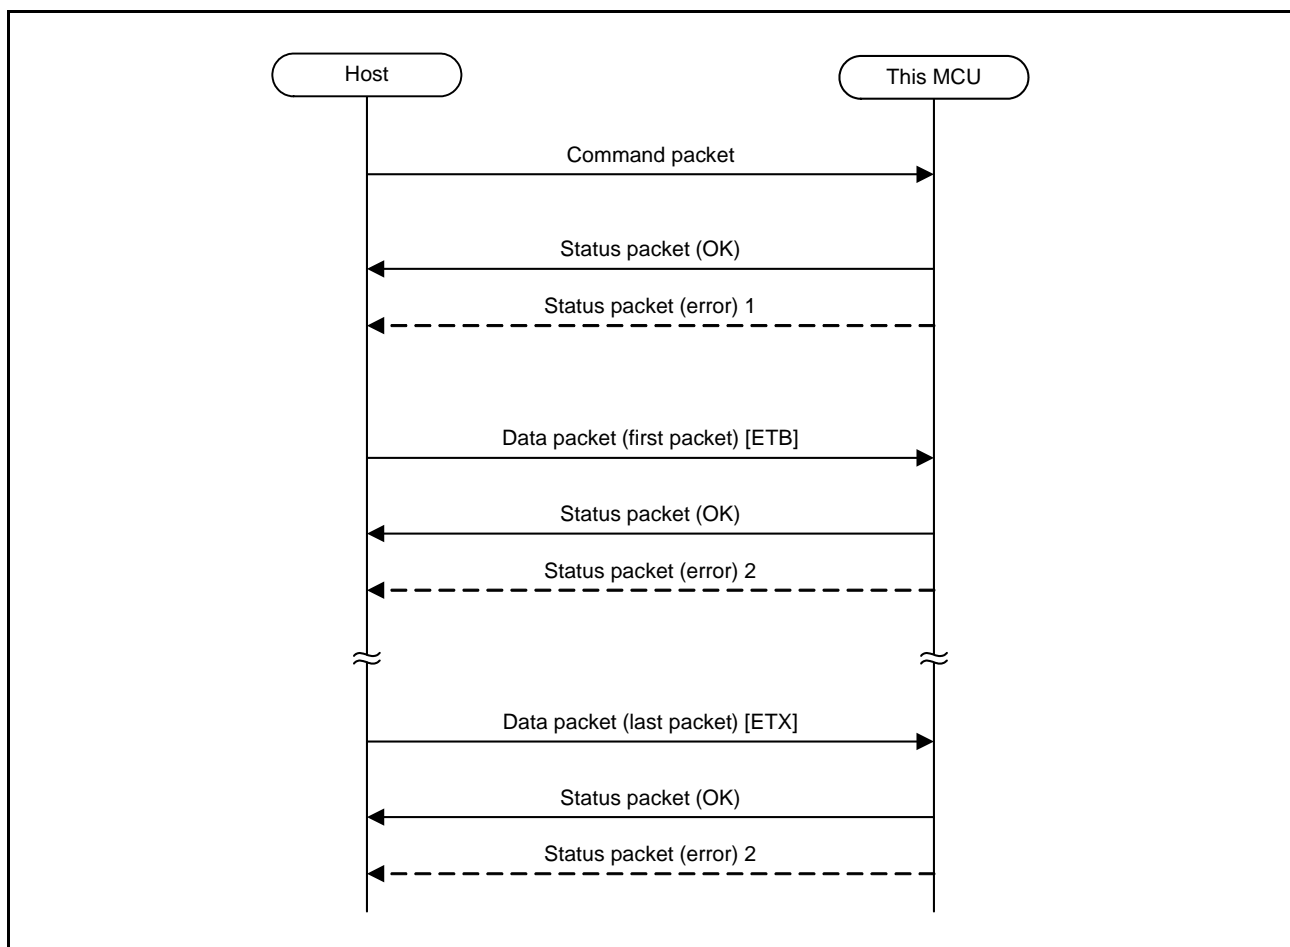 Host
This MCU
Command packet
Status packet (OK)
Status packet (error) 1
Data packet (first packet) [ETB]
Status packet (OK)
Status packet (error) 2
Data packet (last packet) [ETX]
Status packet (OK)
Status packet (error) 2